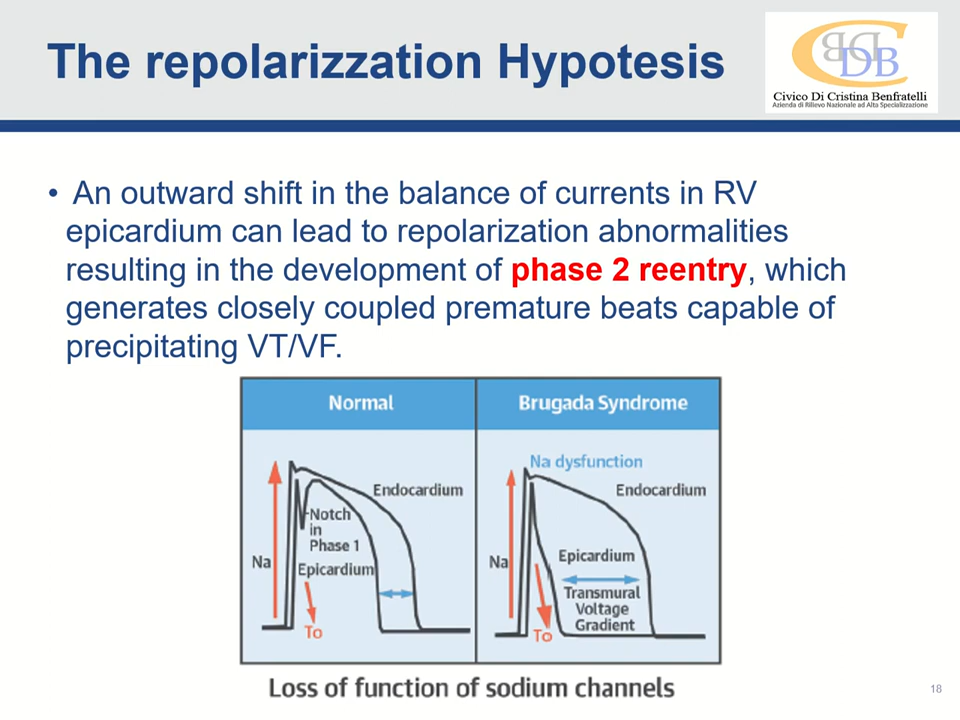 The repolarizzation Hypotesis
CDBB
Civico Di Cristina Benfratelli
Azienda di Rilievo Nazionale ad Alta Specializzazione
• An outward shift in the balance of currents in RV
epicardium can lead to repolarization abnormalities
resulting in the development of phase 2 reentry, which
generates closely coupled premature beats capable of
precipitating VT/VF.
Normal
Endocardium
Notch
in
Phase 1
Na
Epicardium
To
Brugada Syndrome
Na dysfunction
Endocardium
Na
Epicardium
Transmural
Voltage
Gradient
To
Loss of function of sodium channels
18